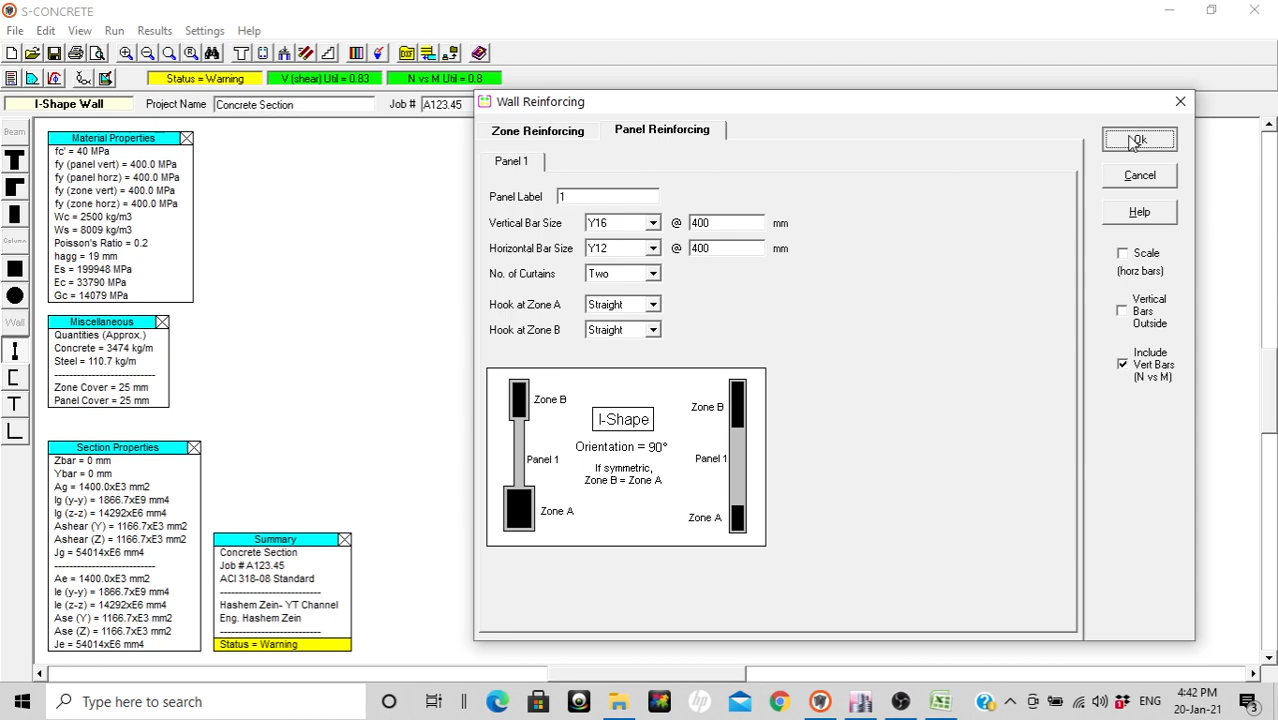 S-CONCRETE
File Edit View Run Results Settings Help
Status = Warning V (shear) Util = 0.83 N vs M Util = 0.8
I-Shape Wall Project Name Concrete Section Job # A123.45
Beam
Column
Wall
Material Properties
fc' = 40 MPa
fy (panel vert) = 400.0 MPa
fy (panel horz) = 400.0 MPa
fy (zone vert) = 400.0 MPa
fy (zone horz) = 400.0 MPa
Wc = 2500 kg/m3
Ws = 8009 kg/m3
Poisson's Ratio = 0.2
hagg = 19 mm
Es = 199948 MPa
Ec = 33790 MPa
Gc = 14079 MPa
Miscellaneous
Quantities (Approx.)
Concrete = 3474 kg/m
Steel = 110.7 kg/m
--------------------
Zone Cover = 25 mm
Panel Cover = 25 mm
Section Properties
Zbar = 0 mm
Ybar = 0 mm
Ag = 1400.0xE3 mm2
Ig (y-y) = 1866.7xE9 mm4
Ig (z-z) = 14292xE6 mm4
Ashear (Y) = 1166.7xE3 mm2
Ashear (Z) = 1166.7xE3 mm2
Jg = 54014xE6 mm4
--------------------
Ae = 1400.0xE3 mm2
Ie (y-y) = 1866.7xE9 mm4
Ie (z-z) = 14292xE6 mm4
Ase (Y) = 1166.7xE3 mm2
Ase (Z) = 1166.7xE3 mm2
Je = 54014xE6 mm4
Summary
Concrete Section
Job # A123.45
ACI 318-08 Standard
--------------------
Hashem Zein- YT Channel
Eng. Hashem Zein
--------------------
Status = Warning
Wall Reinforcing
Zone Reinforcing Panel Reinforcing
Panel 1
Panel Label 1
Vertical Bar Size Y16 @ 400 mm
Horizontal Bar Size Y12 @ 400 mm
No. of Curtains Two
Hook at Zone A Straight
Hook at Zone B Straight
Zone B
I-Shape
Orientation = 90°
If symmetric,
Zone B = Zone A
Panel 1
Zone A
Zone B
Panel 1
Zone A
Ok
Cancel
Help
Scale
(horz bars)
Vertical
Bars
Outside
Include
Vert Bars
(N vs M)
Type here to search
hp
ENG
4:42 PM
20-Jan-21
3